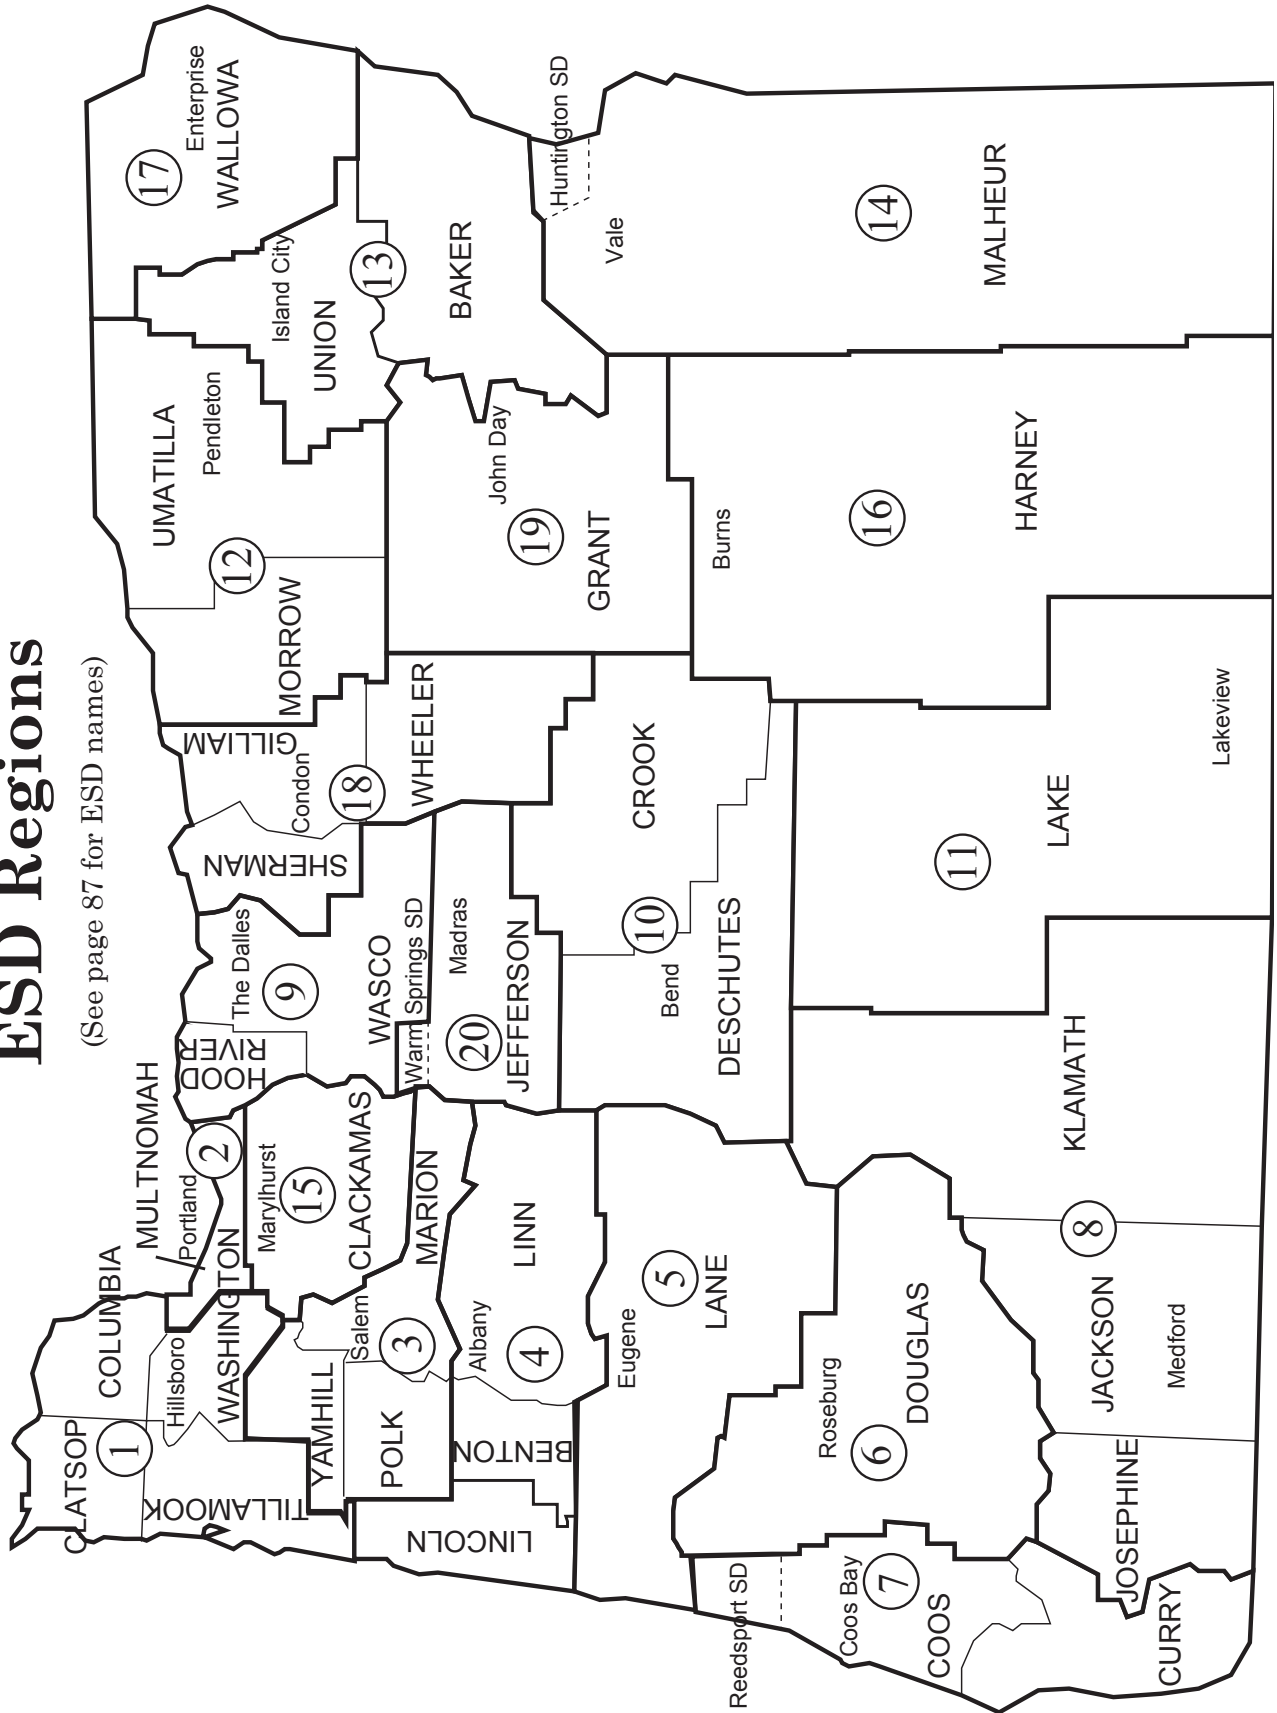 ESD Regions
(See page 87 for ESD names)
CLATSOP
1
COLUMBIA
TILLAMOOK
Hillsboro
WASHINGTON
MULTNOMAH
Portland
2
Marylhurst
15
CLACKAMAS
HOOD
RIVER
The Dalles
9
WASCO
Warm Springs SD
SHERMAN
GILLIAM
Condon
18
WHEELER
MORROW
12
UMATILLA
Pendleton
17
Enterprise
WALLOWA
Island City
UNION
13
BAKER
Huntington SD
YAMHILL
POLK
Salem
3
MARION
LINCOLN
BENTON
Albany
4
LINN
Madras
20
JEFFERSON
John Day
19
GRANT
Vale
14
MALHEUR
Eugene
5
LANE
Bend
10
CROOK
DESCHUTES
Burns
16
HARNEY
Reedsport SD
Coos Bay
7
COOS
Roseburg
6
DOUGLAS
11
LAKE
Lakeview
KLAMATH
8
JACKSON
Medford
JOSEPHINE
CURRY